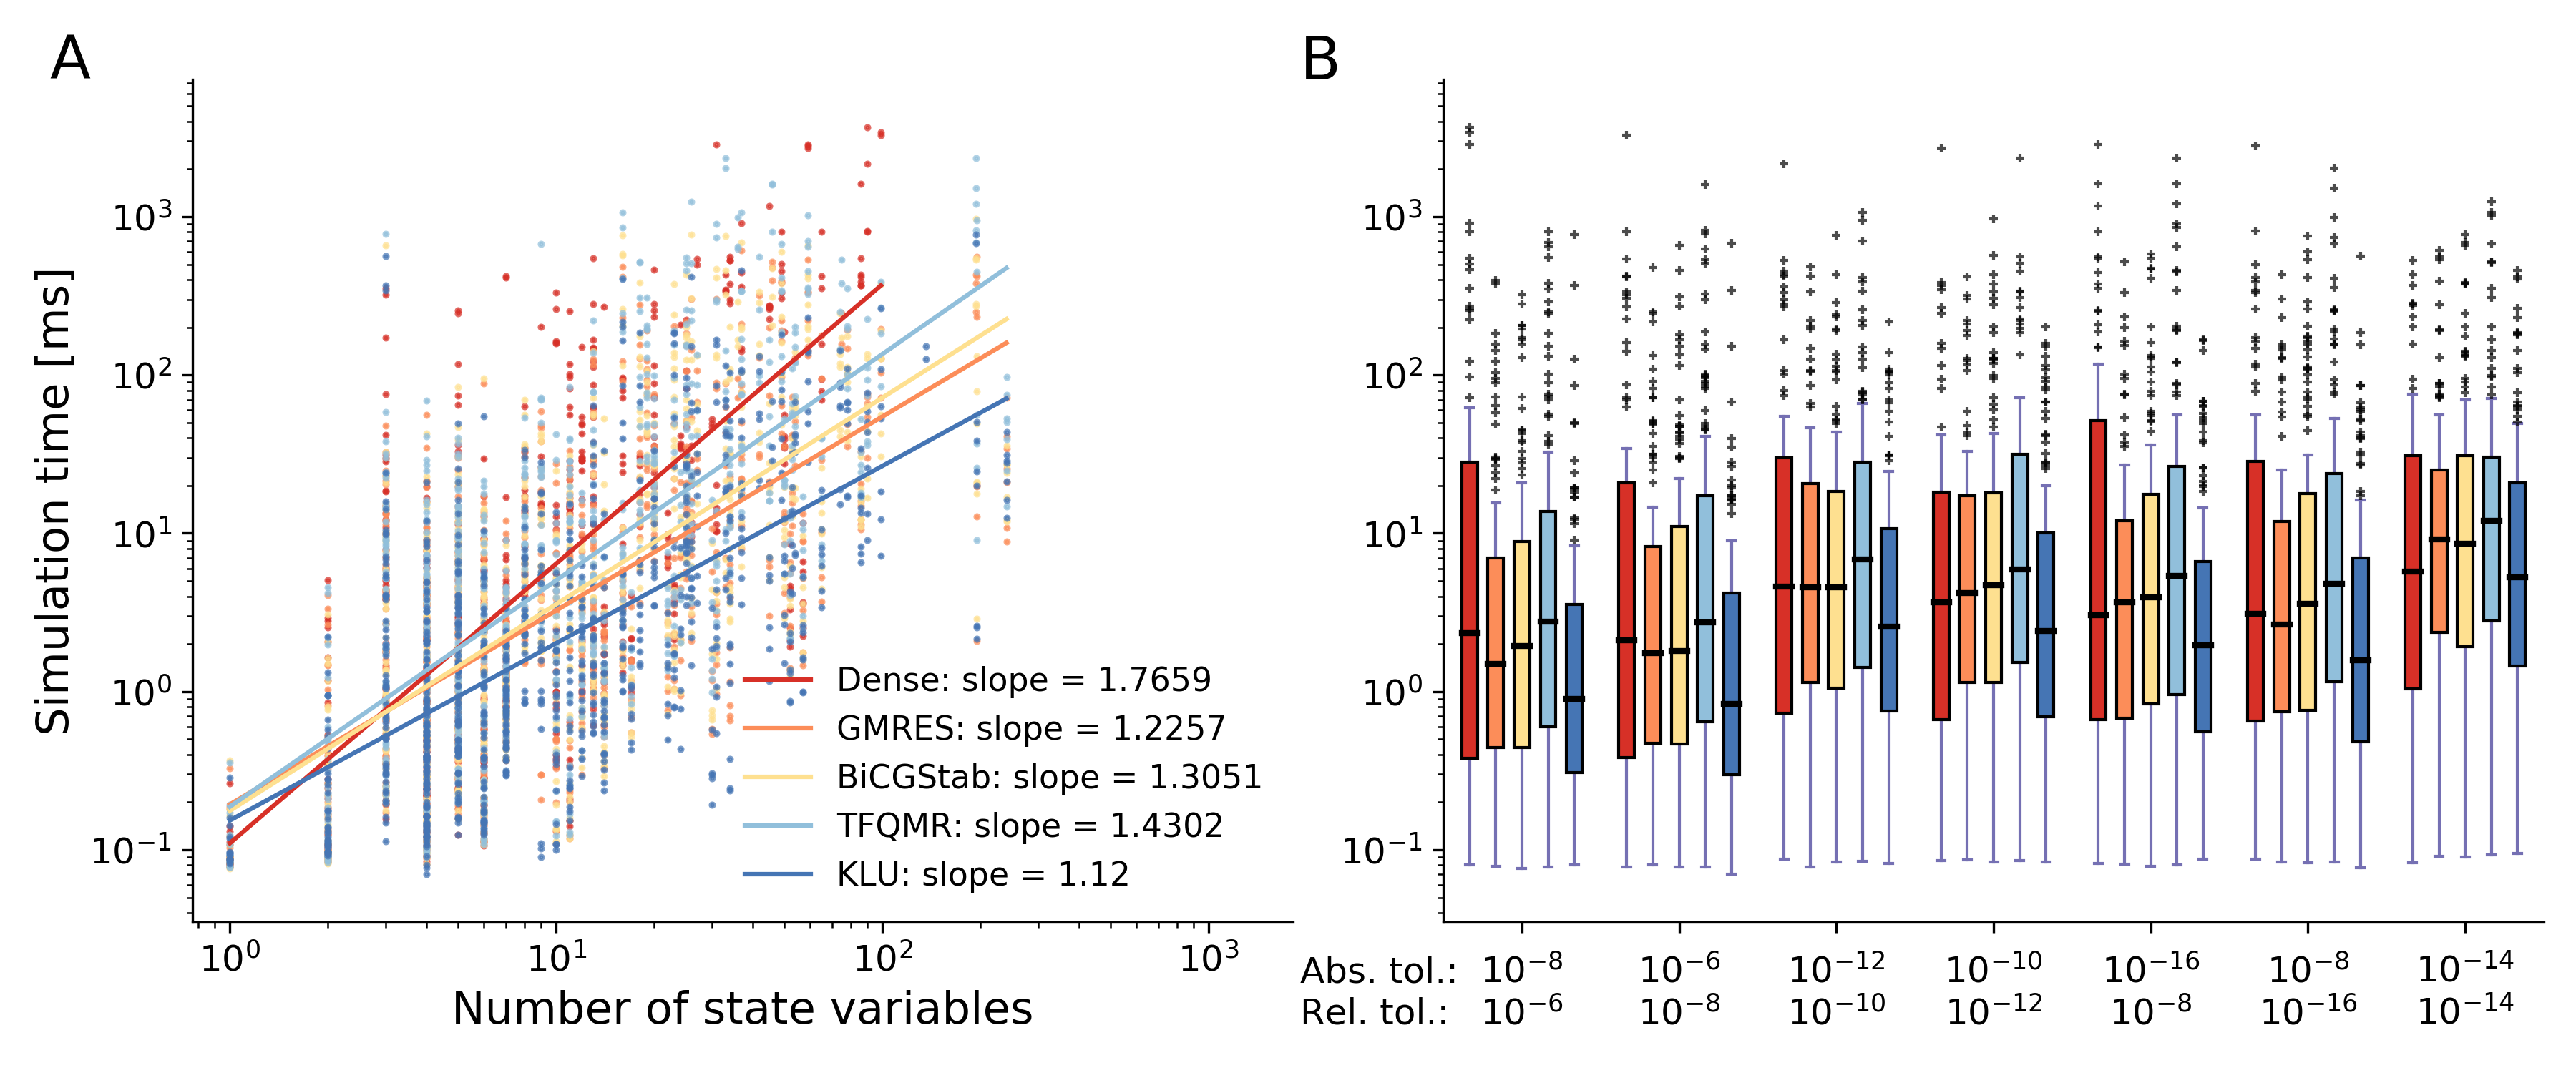 A
B
Simulation time [ms]
10³
10²
10¹
10⁰
10⁻¹
Dense: slope = 1.7659
GMRES: slope = 1.2257
BiCGStab: slope = 1.3051
TFQMR: slope = 1.4302
KLU: slope = 1.12
10⁰ 10¹ 10² 10³
Number of state variables
10³
10²
10¹
10⁰
10⁻¹
Abs. tol.: 10⁻⁸ 10⁻⁶ 10⁻¹² 10⁻¹⁰ 10⁻¹⁶ 10⁻⁸ 10⁻¹⁴
Rel. tol.: 10⁻⁶ 10⁻⁸ 10⁻¹⁰ 10⁻¹² 10⁻⁸ 10⁻¹⁶ 10⁻¹⁴